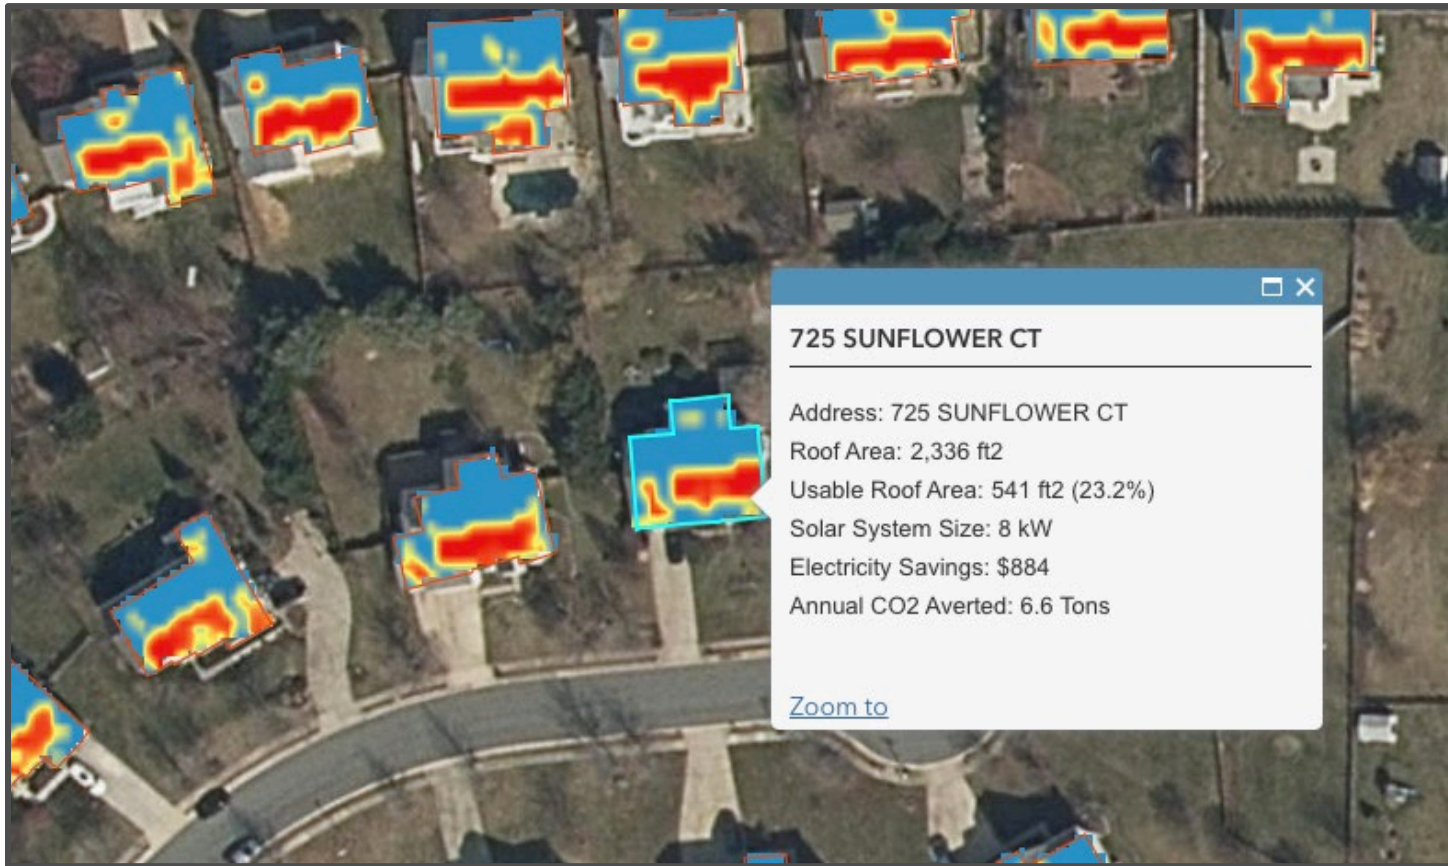 725 SUNFLOWER CT
Address: 725 SUNFLOWER CT
Roof Area: 2,336 ft2
Usable Roof Area: 541 ft2 (23.2%)
Solar System Size: 8 kW
Electricity Savings: $884
Annual CO2 Averted: 6.6 Tons
Zoom to